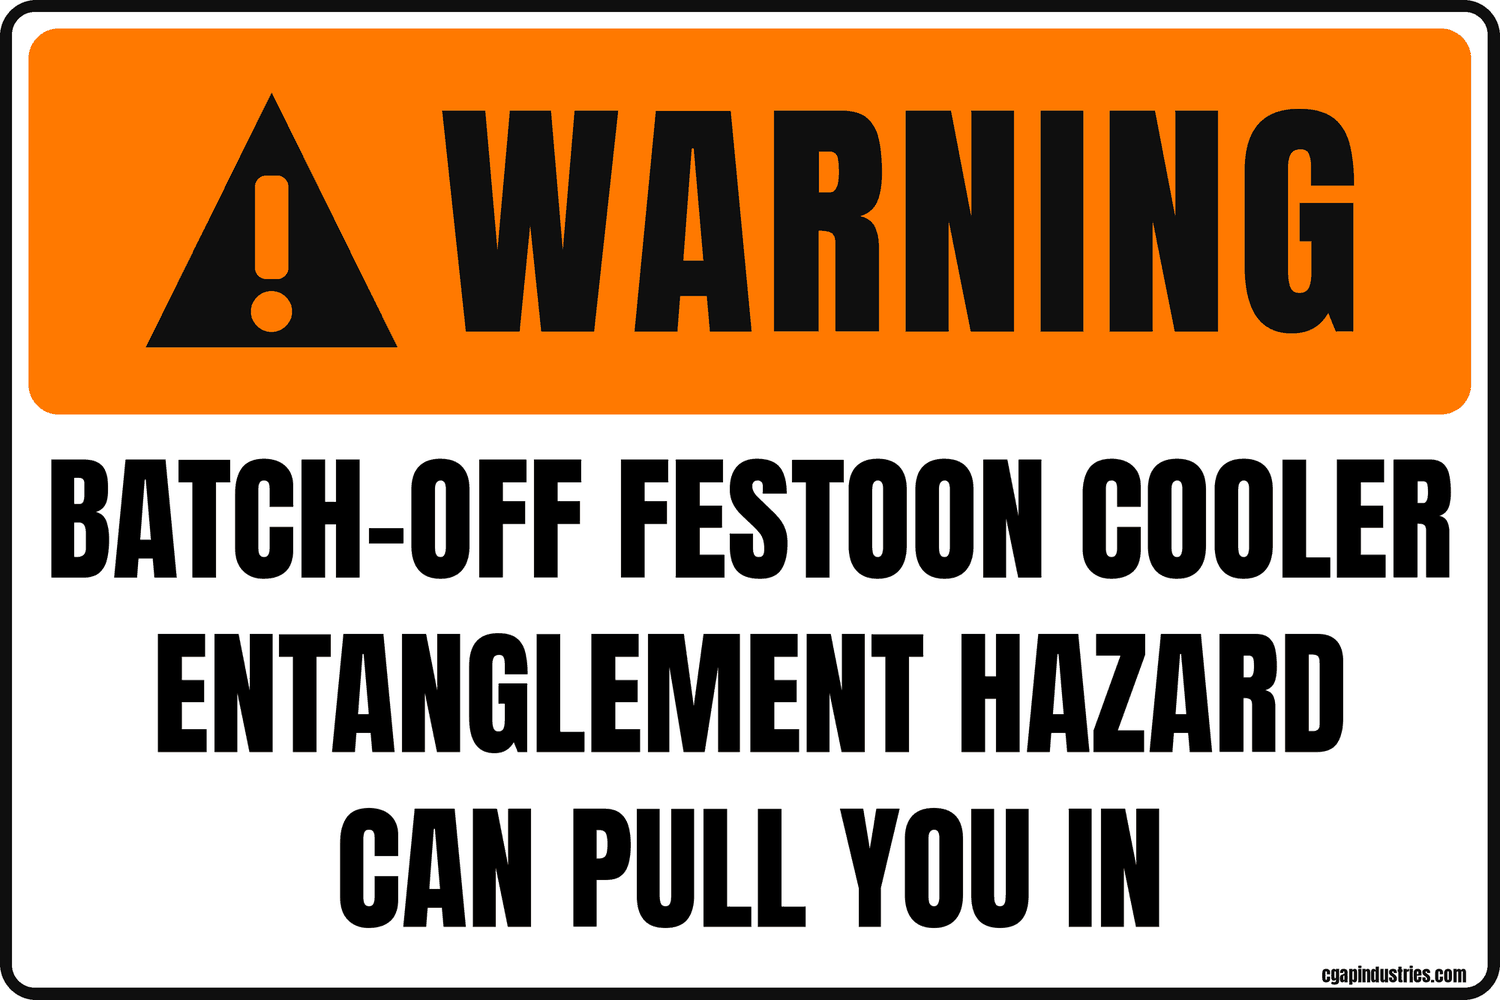 WARNING
BATCH-OFF FESTOON COOLER
ENTANGLEMENT HAZARD
CAN PULL YOU IN
cgapindustries.com